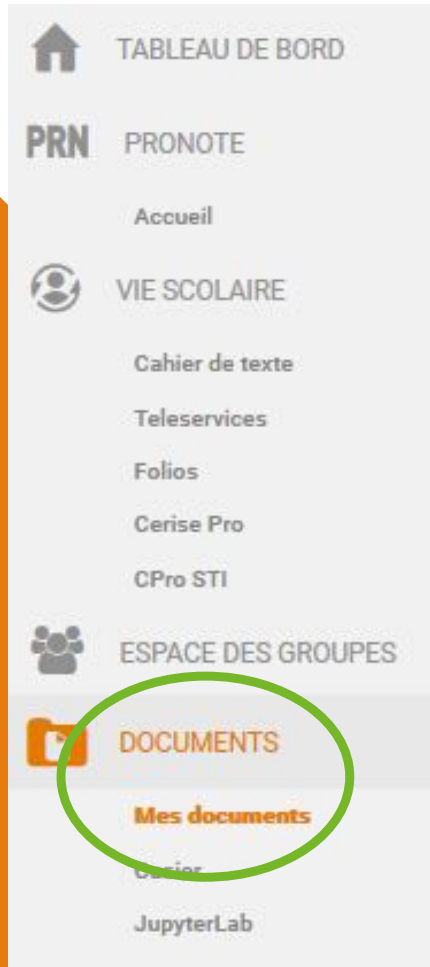 TABLEAU DE BORD
PRN PRONOTE
Accueil
VIE SCOLAIRE
Cahier de texte
Teleservices
Folios
Cerise Pro
CPro STI
ESPACE DES GROUPES
DOCUMENTS
Mes documents
Casier
JupyterLab